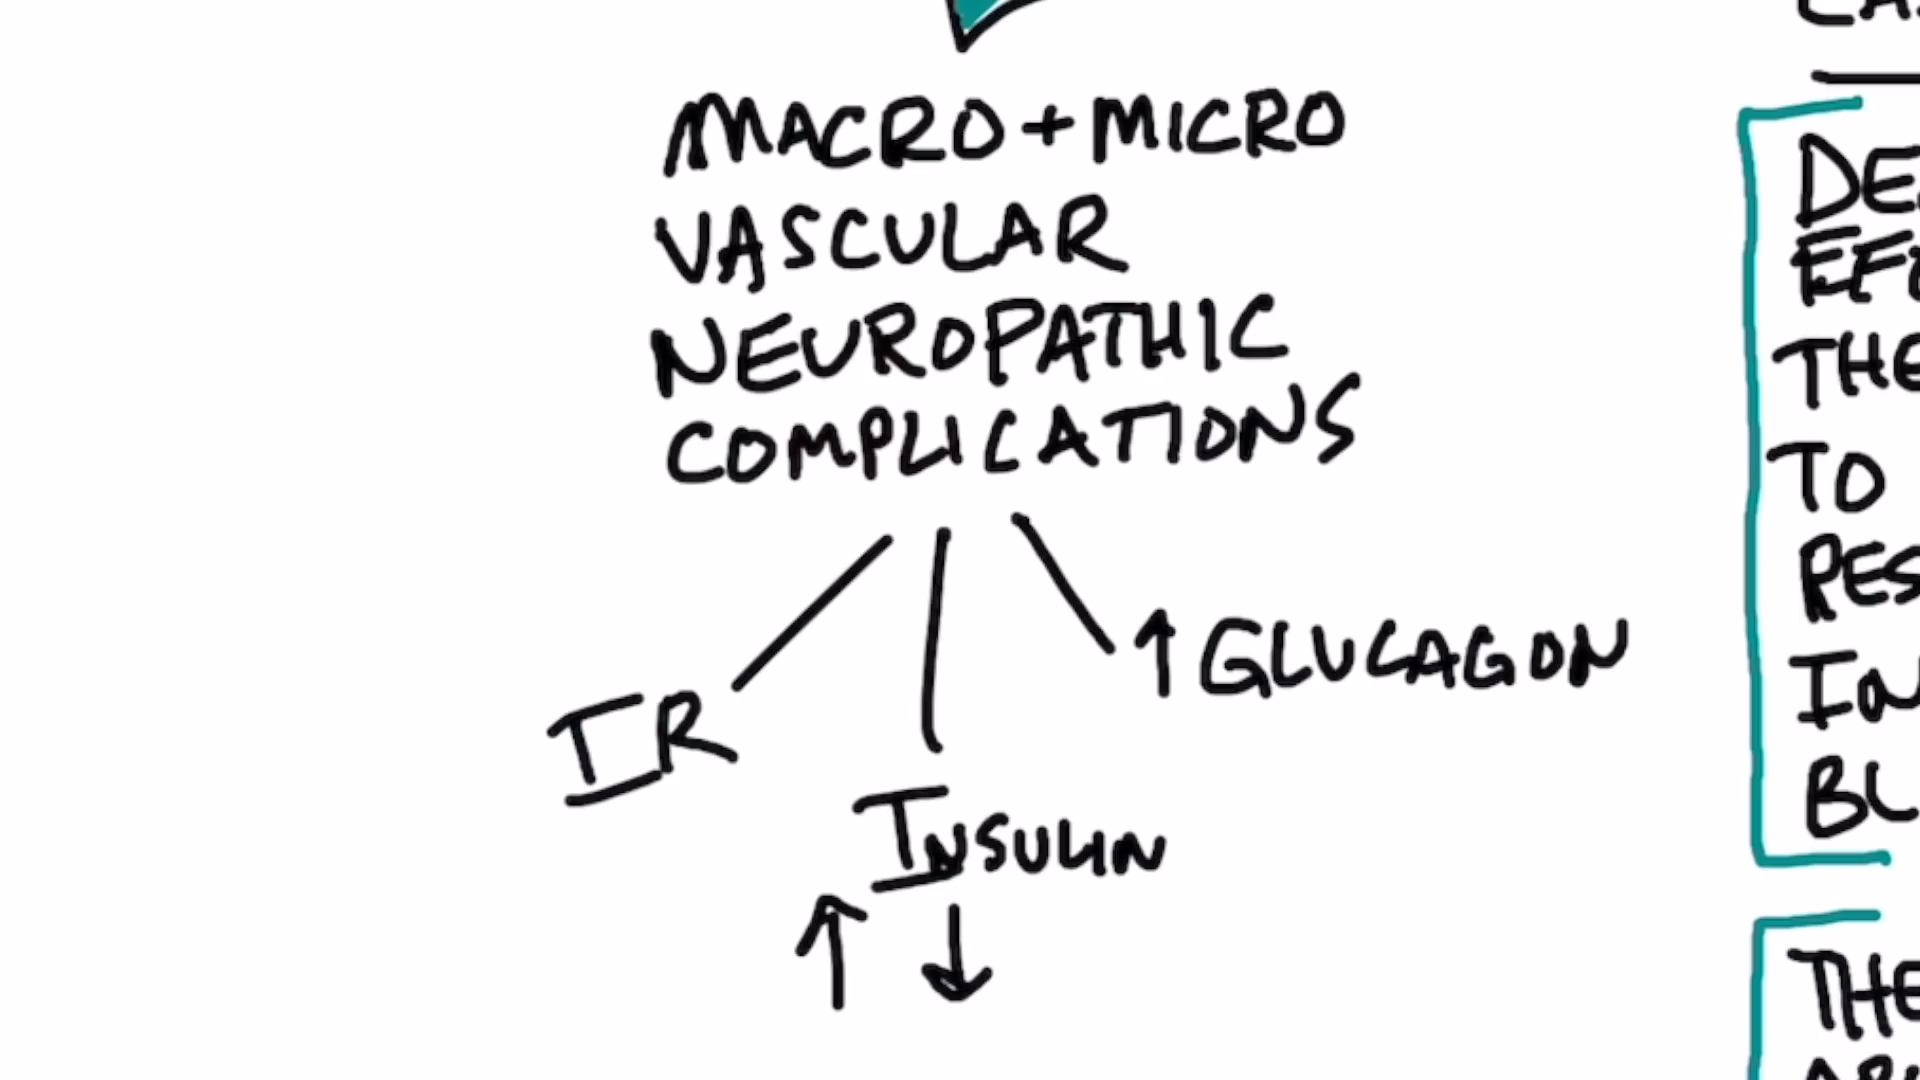 MACRO + MICRO
VASCULAR
NEUROPATHIC
COMPLICATIONS
↑ GLUCAGON
IR
INSULIN
↑ ↓
TO